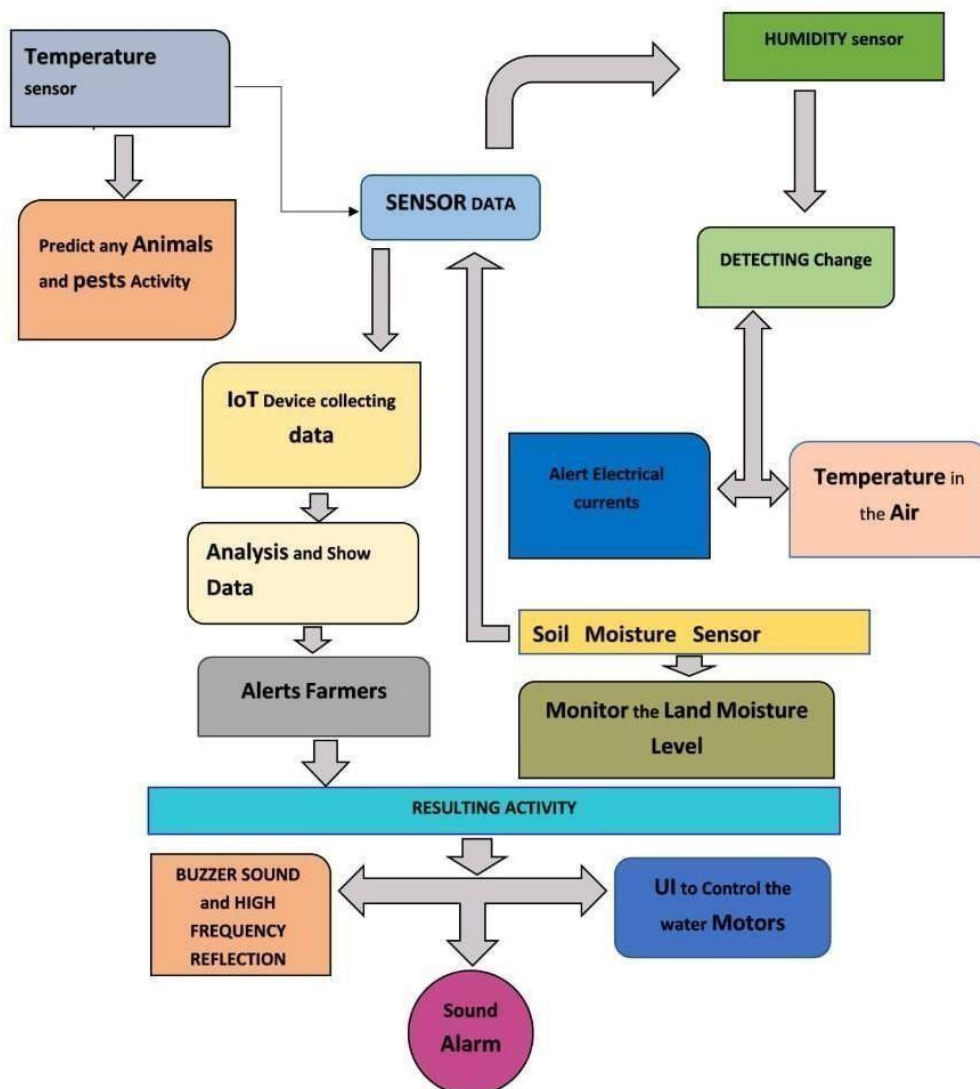 Temperature
sensor
HUMIDITY sensor
SENSOR DATA
Predict any Animals
and pests Activity
DETECTING Change
IoT Device collecting
data
Alert Electrical
currents
Temperature in
the Air
Analysis and Show
Data
Soil Moisture Sensor
Alerts Farmers
Monitor the Land Moisture
Level
RESULTING ACTIVITY
BUZZER SOUND
and HIGH
FREQUENCY
REFLECTION
UI to Control the
water Motors
Sound
Alarm